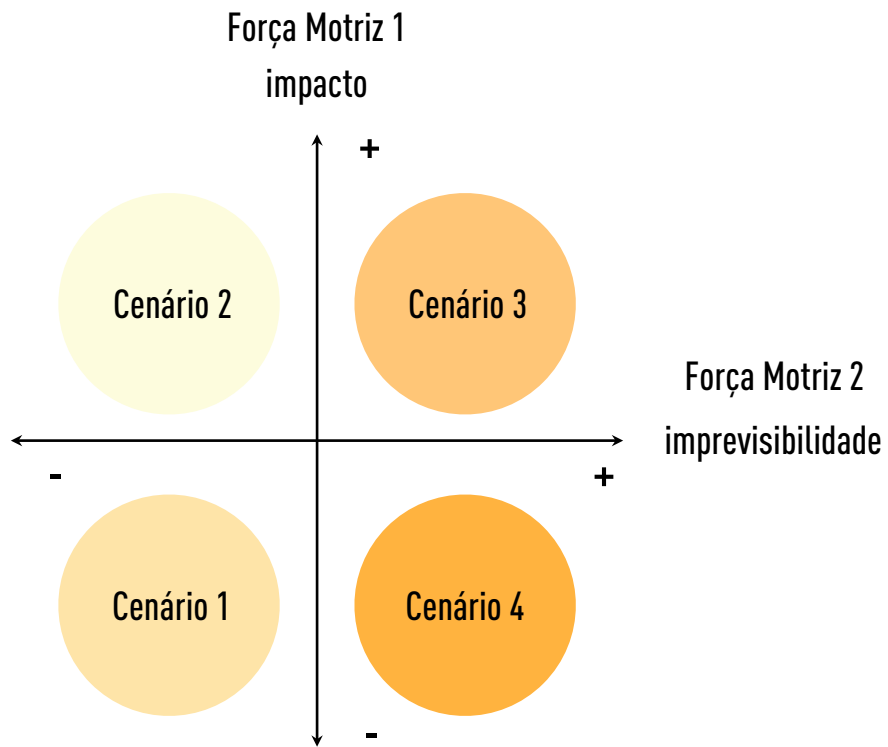 Força Motriz 1
impacto
+
Cenário 2
Cenário 3
Força Motriz 2
imprevisibilidade
-
+
Cenário 1
Cenário 4
-